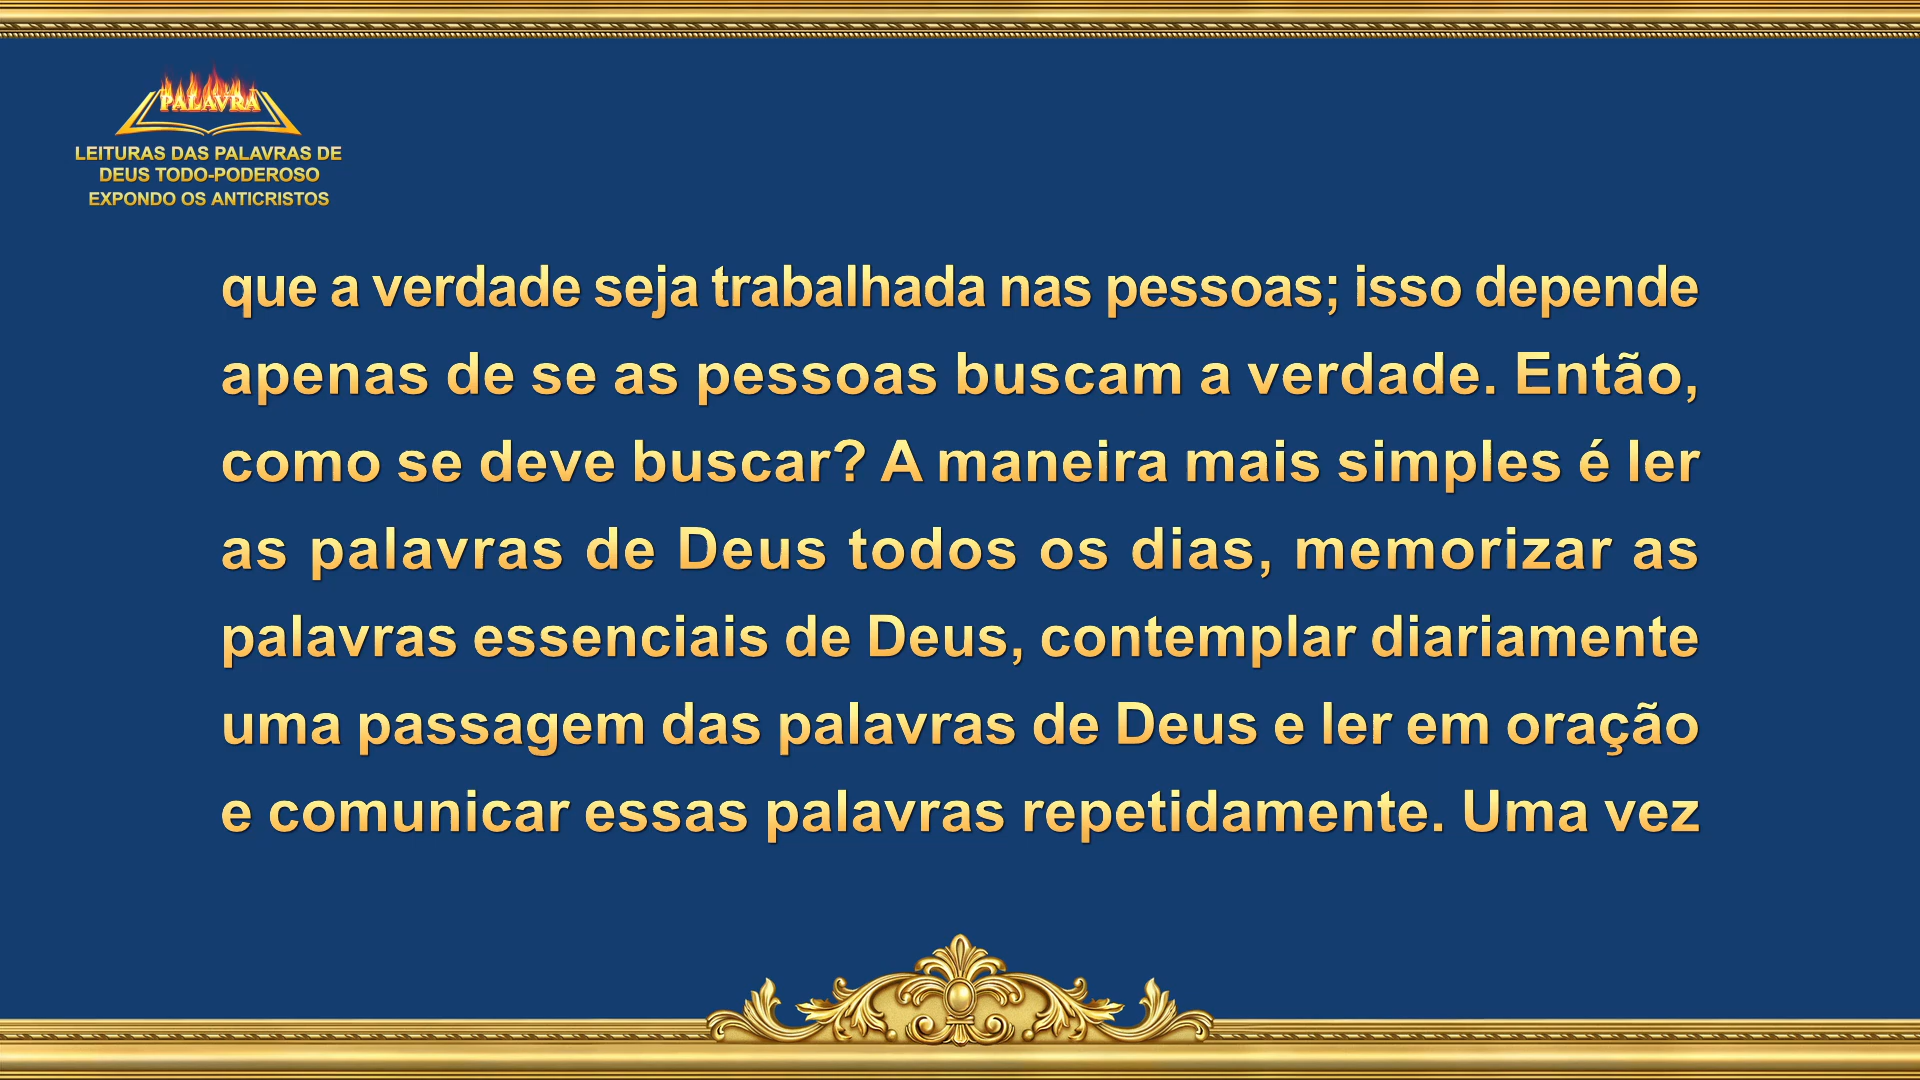 PALAVRA
LEITURAS DAS PALAVRAS DE
DEUS TODO-PODEROSO
EXPONDO OS ANTICRISTOS
que a verdade seja trabalhada nas pessoas; isso depende
apenas de se as pessoas buscam a verdade. Então,
como se deve buscar? A maneira mais simples é ler
as palavras de Deus todos os dias, memorizar as
palavras essenciais de Deus, contemplar diariamente
uma passagem das palavras de Deus e ler em oração
e comunicar essas palavras repetidamente. Uma vez